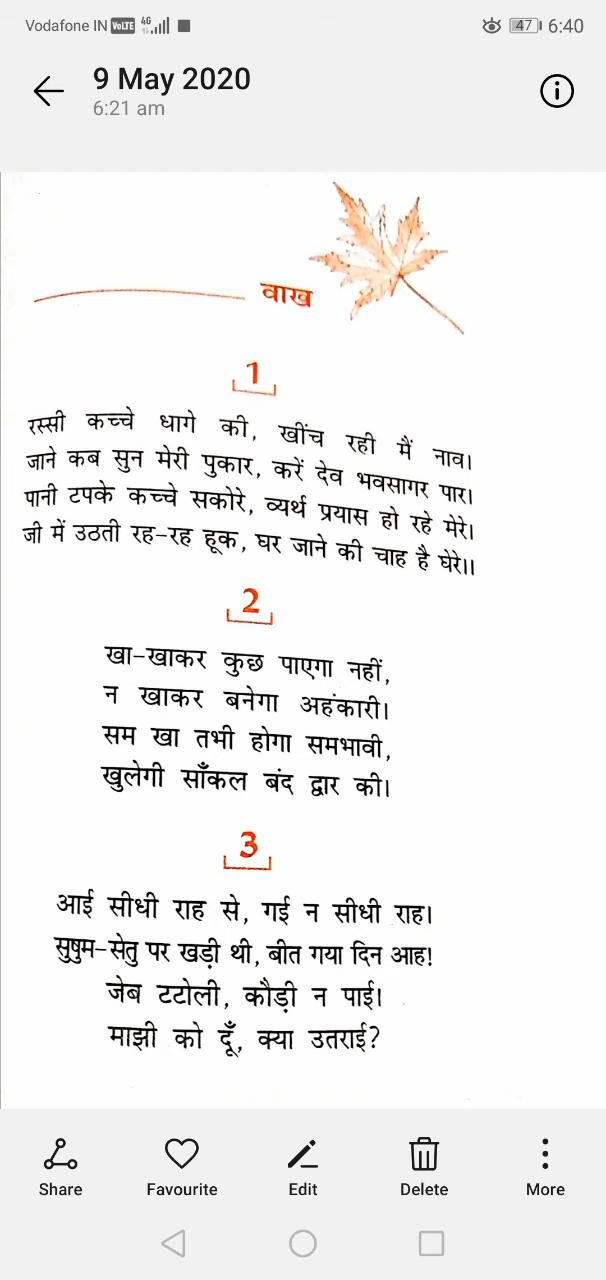 Vodafone IN VoLTE 4G 47 6:40
9 May 2020
6:21 am
वाख
1
रस्सी कच्चे धागे की, खींच रही मैं नाव।
जाने कब सुन मेरी पुकार, करें देव भवसागर पार।
पानी टपके कच्चे सकोरे, व्यर्थ प्रयास हो रहे मेरे।
जी में उठती रह-रह हूक, घर जाने की चाह है घेरे।।
2
खा-खाकर कुछ पाएगा नहीं,
न खाकर बनेगा अहंकारी।
सम खा तभी होगा समभावी,
खुलेगी साँकल बंद द्वार की।
3
आई सीधी राह से, गई न सीधी राह।
सुषुम-सेतु पर खड़ी थी, बीत गया दिन आह!
जेब टटोली, कौड़ी न पाई।
माझी को दूँ, क्या उतराई?
Share Favourite Edit Delete More